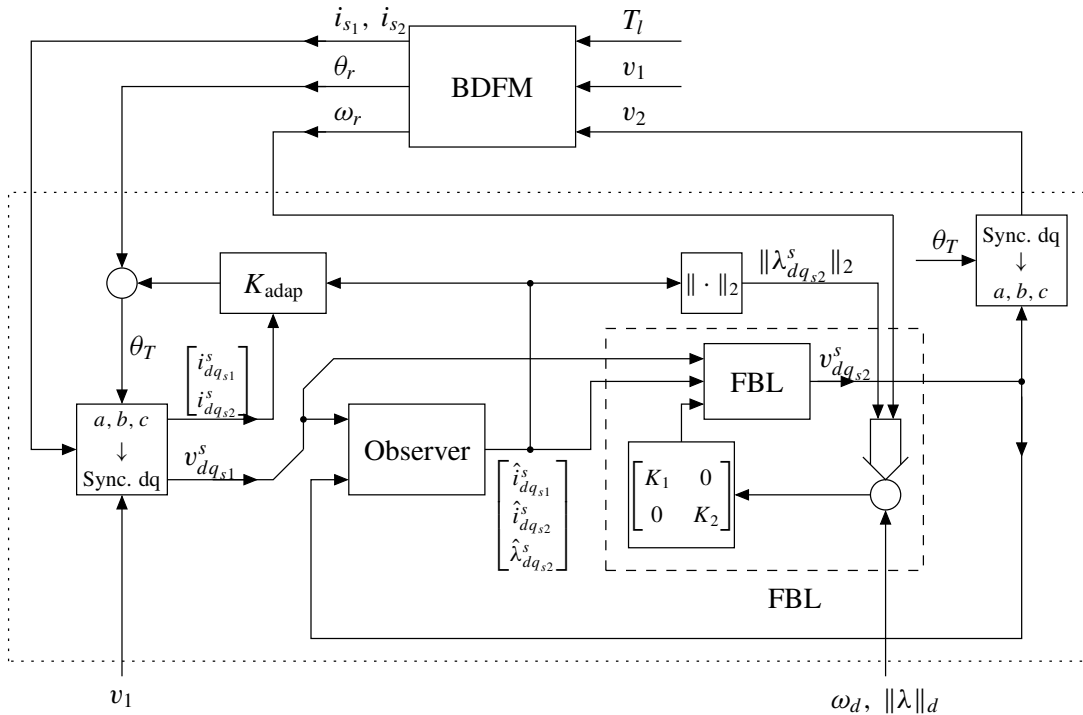 i_{s_1}, i_{s_2}
T_l
θ_r
BDFM
v_1
ω_r
v_2
θ_T
Sync. dq
↓
a, b, c
K_{adap}
‖ · ‖_2
‖λ^s_{dq_{s2}}‖_2
θ_T
[i^s_{dq_{s1}}
i^s_{dq_{s2}}]
FBL
v^s_{dq_{s2}}
a, b, c
↓
Sync. dq
v^s_{dq_{s1}}
Observer
[K_1 0
0 K_2]
[î^s_{dq_{s1}}
î^s_{dq_{s2}}
λ̂^s_{dq_{s2}}]
FBL
v_1
ω_d, ‖λ‖_d